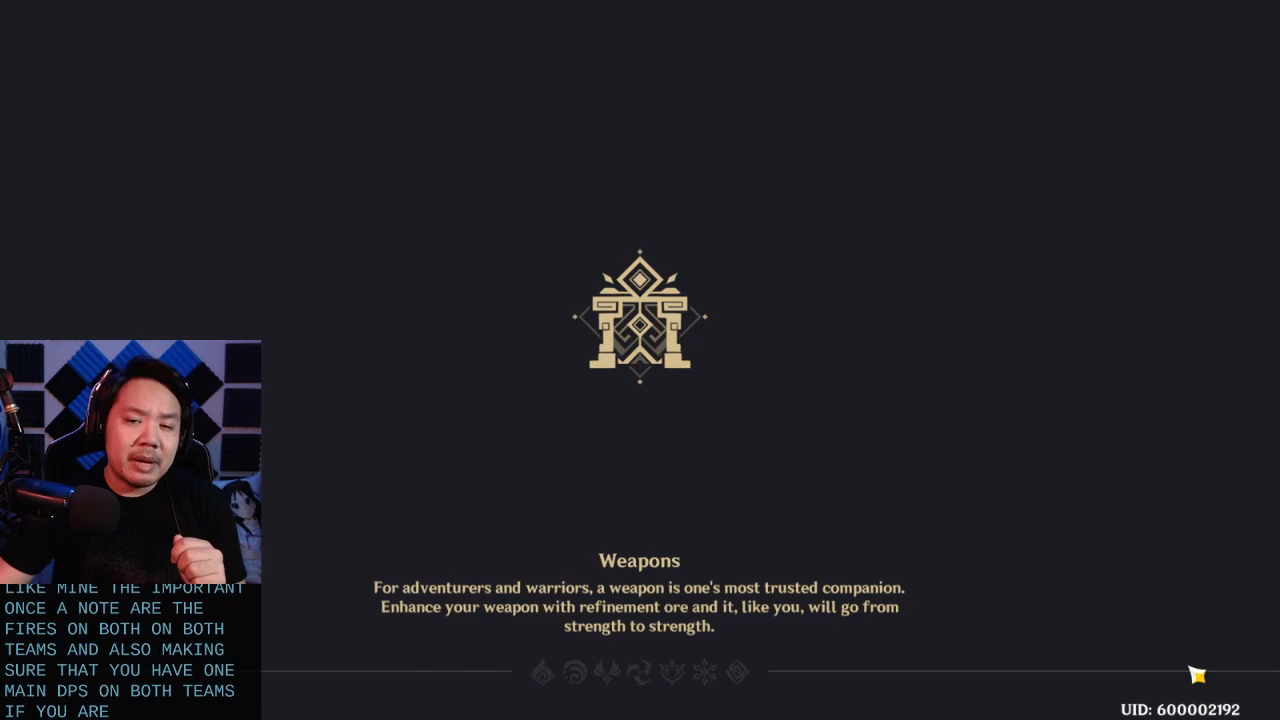 LIKE MINE THE IMPORTANT
ONCE A NOTE ARE THE
FIRES ON BOTH ON BOTH
TEAMS AND ALSO MAKING
SURE THAT YOU HAVE ONE
MAIN DPS ON BOTH TEAMS
IF YOU ARE
Weapons
For adventurers and warriors, a weapon is one's most trusted companion.
Enhance your weapon with refinement ore and it, like you, will go from
strength to strength.
UID: 600002192